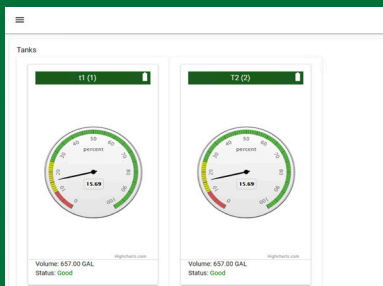 Tanks
t1 (1)
0
10
20
30
40
50
60
70
80
90
100
percent
15.69
Highcharts.com
Volume: 657.00 GAL
Status: Good
T2 (2)
0
10
20
30
40
50
60
70
80
90
100
percent
15.69
Highcharts.com
Volume: 657.00 GAL
Status: Good